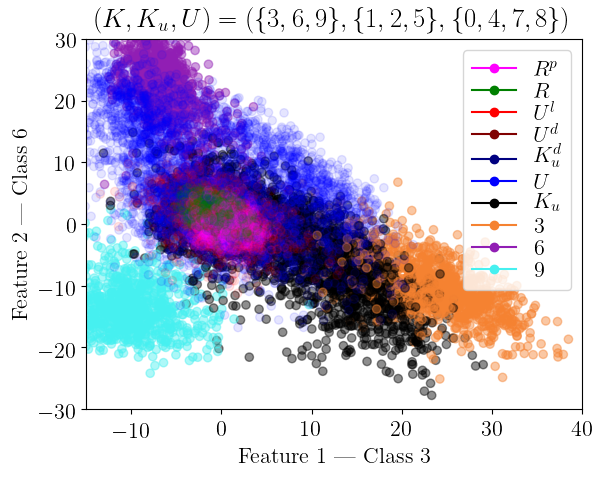 (K, K_u, U) = ({3, 6, 9}, {1, 2, 5}, {0, 4, 7, 8})
30
20
10
0
−10
−20
−30
Feature 2 — Class 6
R^p
R
U^l
U^d
K_u^d
U
K_u
3
6
9
−10
0
10
20
30
40
Feature 1 — Class 3